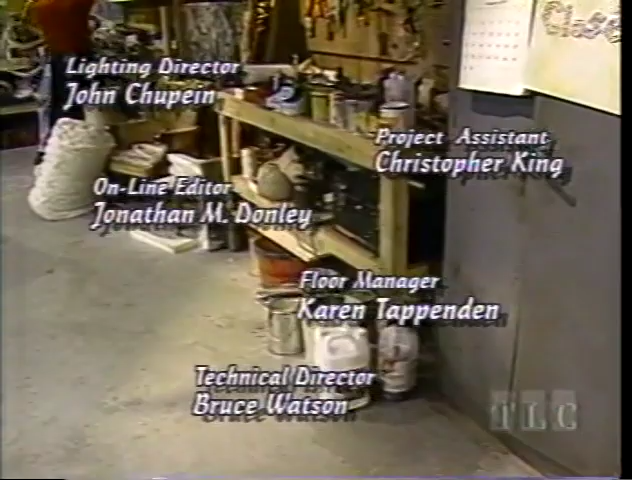 Close
Lighting Director
John Chupein
Project Assistant
Christopher King
On-Line Editor
Jonathan M. Donley
Floor Manager
Karen Tappenden
Technical Director
Bruce Watson
TLC